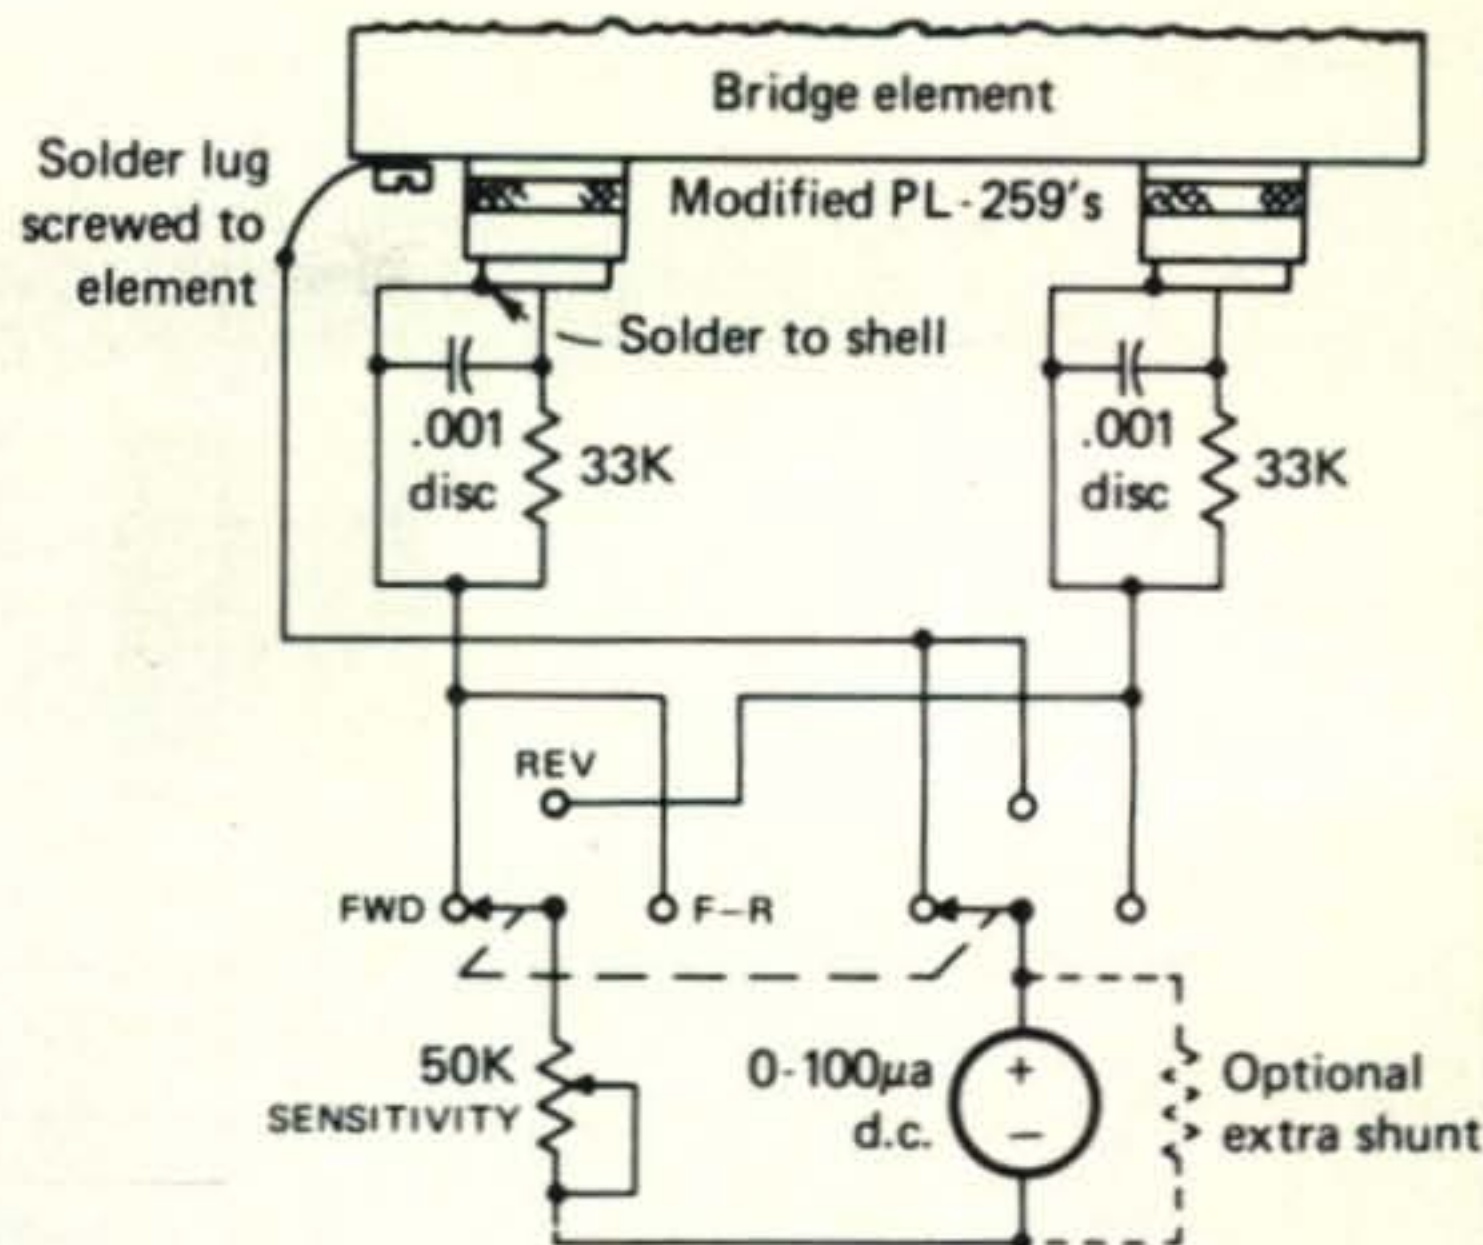 Bridge element
Solder lug
screwed to
element
Modified PL-259's
Solder to shell
.001
disc
33K
.001
disc
33K
REV
FWD
F-R
50K
SENSITIVITY
0-100μa
d.c.
+
−
Optional
extra shunt